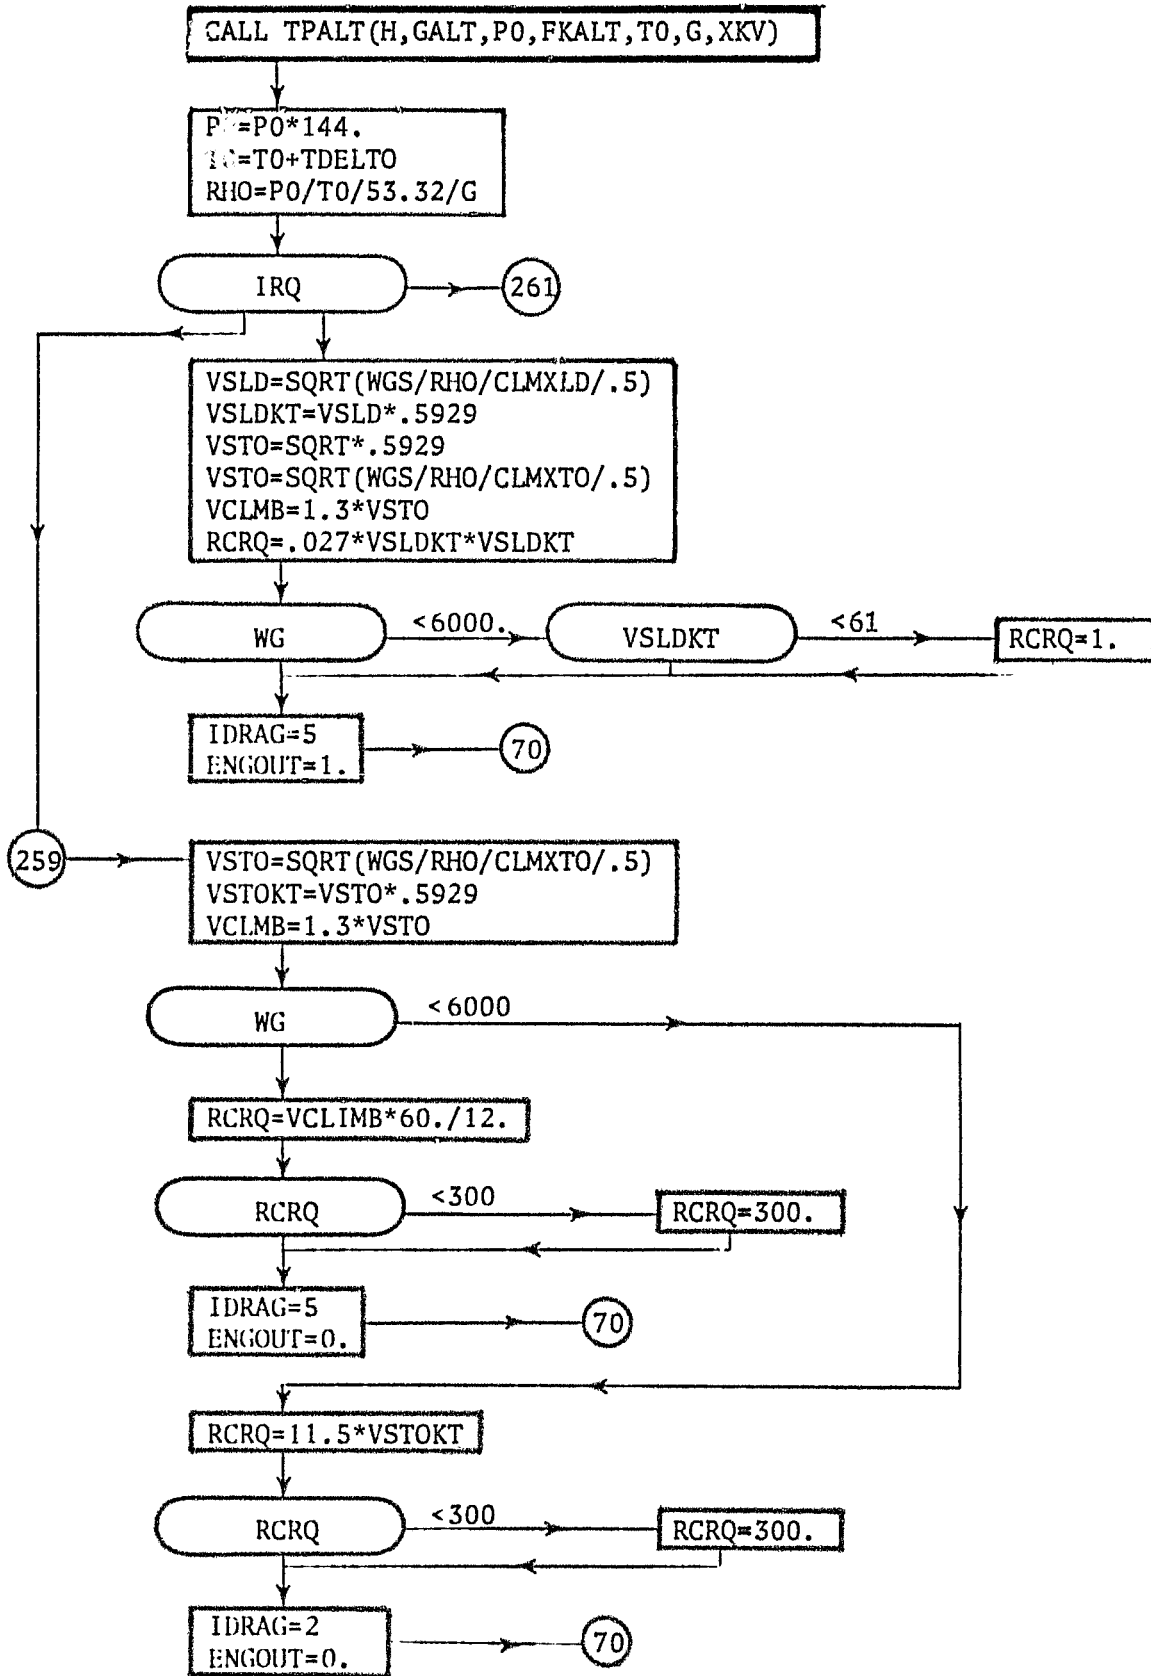 CALL TPALT(H,GALT,P0,FKALT,T0,G,XKV)
=P0*144.
=T0+TDELTO
RHO=P0/T0/53.32/G
IRQ
261
VSLD=SQRT(WGS/RHO/CLMXLD/.5)
VSLDKT=VSLD*.5929
VSTO=SQRT*.5929
VSTO=SQRT(WGS/RHO/CLMXTO/.5)
VCLMB=1.3*VSTO
RCRQ=.027*VSLDKT*VSLDKT
WG
<6000.
VSLDKT
<61
RCRQ=1.
IDRAG=5
ENGOUT=1.
70
259
VSTO=SQRT(WGS/RHO/CLMXTO/.5)
VSTOKT=VSTO*.5929
VCLMB=1.3*VSTO
WG
<6000
RCRQ=VCLIMB*60./12.
RCRQ
<300
RCRQ=300.
IDRAG=5
ENGOUT=0.
70
RCRQ=11.5*VSTOKT
RCRQ
<300
RCRQ=300.
IDRAG=2
ENGOUT=0.
70